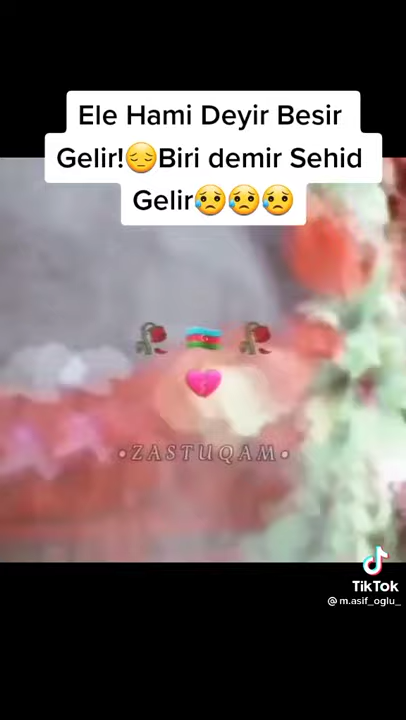 Ele Hami Deyir Besir
Gelir!😔Biri demir Sehid
Gelir😥😥😥
🥀 🇦🇿 🥀
💔
•ZASTUQAM•
TikTok
@m.asif_oglu_